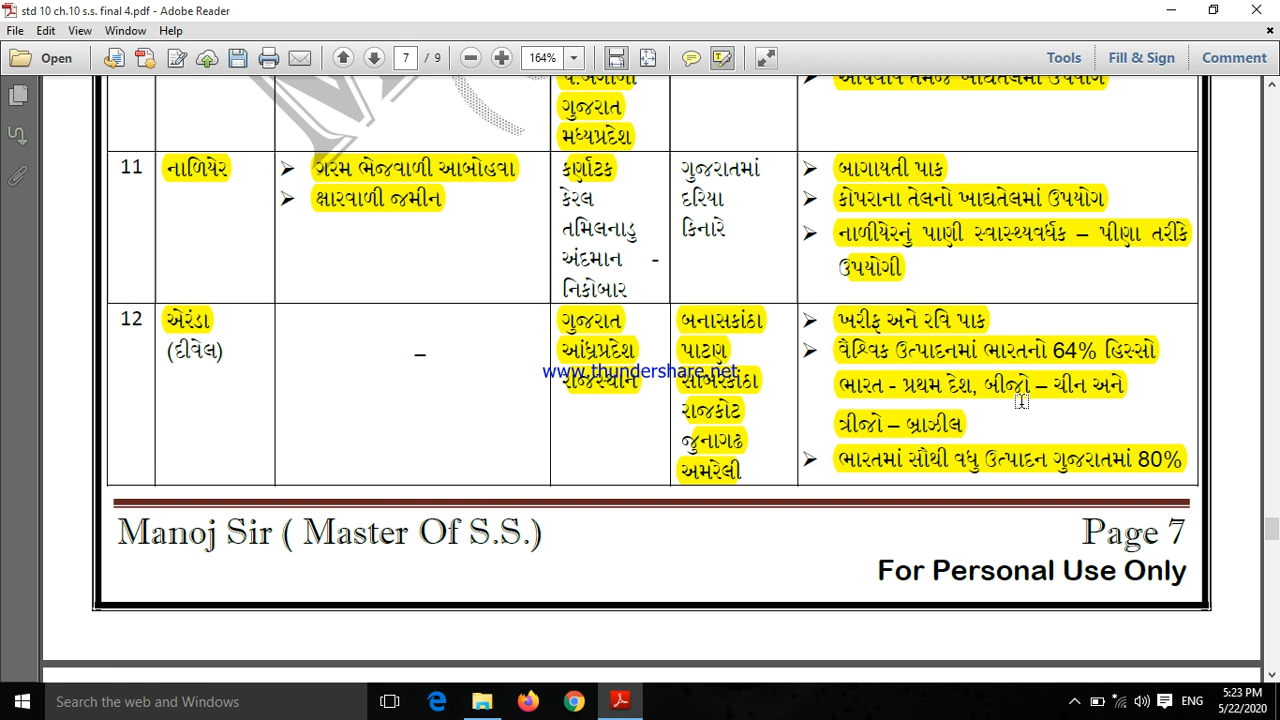 std 10 ch.10 s.s. final 4.pdf - Adobe Reader
File Edit View Window Help
Open 7 / 9 164% Tools Fill & Sign Comment
ગુજરાત
મધ્યપ્રદેશ
11 નાળિયેર ➢ ગરમ ભેજવાળી આબોહવા કર્ણાટક ગુજરાતમાં ➢ બાગાયતી પાક
➢ ક્ષારવાળી જમીન કેરલ દરિયા ➢ કોપરાના તેલનો ખાદ્યતેલમાં ઉપયોગ
તમિલનાડુ કિનારે ➢ નાળીયેરનું પાણી સ્વાસ્થ્યવર્ધક – પીણા તરીકે
અંદમાન - ઉપયોગી
નિકોબાર
12 એરંડા ગુજરાત બનાસકાંઠા ➢ ખરીફ અને રવિ પાક
(દીવેલ) – આંધ્રપ્રદેશ પાટણ ➢ વૈશ્વિક ઉત્પાદનમાં ભારતનો 64% હિસ્સો
www.thundershare.net
રાજસ્થાન સાબરકાંઠા ભારત - પ્રથમ દેશ, બીજો – ચીન અને
રાજકોટ ત્રીજો – બ્રાઝીલ
જુનાગઢ ➢ ભારતમાં સૌથી વધુ ઉત્પાદન ગુજરાતમાં 80%
અમરેલી
Manoj Sir ( Master Of S.S.) Page 7
For Personal Use Only
Search the web and Windows ENG 5:23 PM
5/22/2020